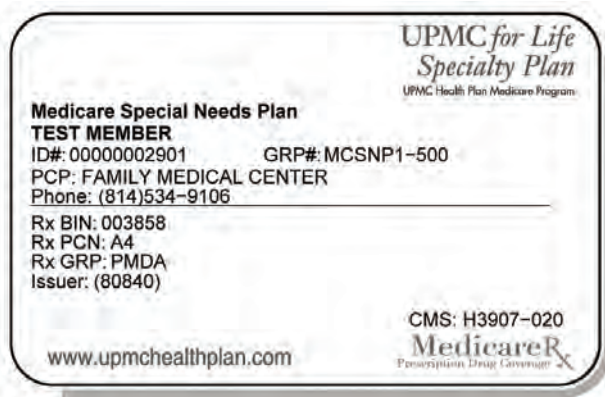 UPMC for Life
Specialty Plan
UPMC Health Plan Medicare Program
Medicare Special Needs Plan
TEST MEMBER
ID#: 00000002901 GRP#: MCSNP1-500
PCP: FAMILY MEDICAL CENTER
Phone: (814)534-9106
Rx BIN: 003858
Rx PCN: A4
Rx GRP: PMDA
Issuer: (80840)
CMS: H3907-020
www.upmchealthplan.com
MedicareRx
Prescription Drug Coverage